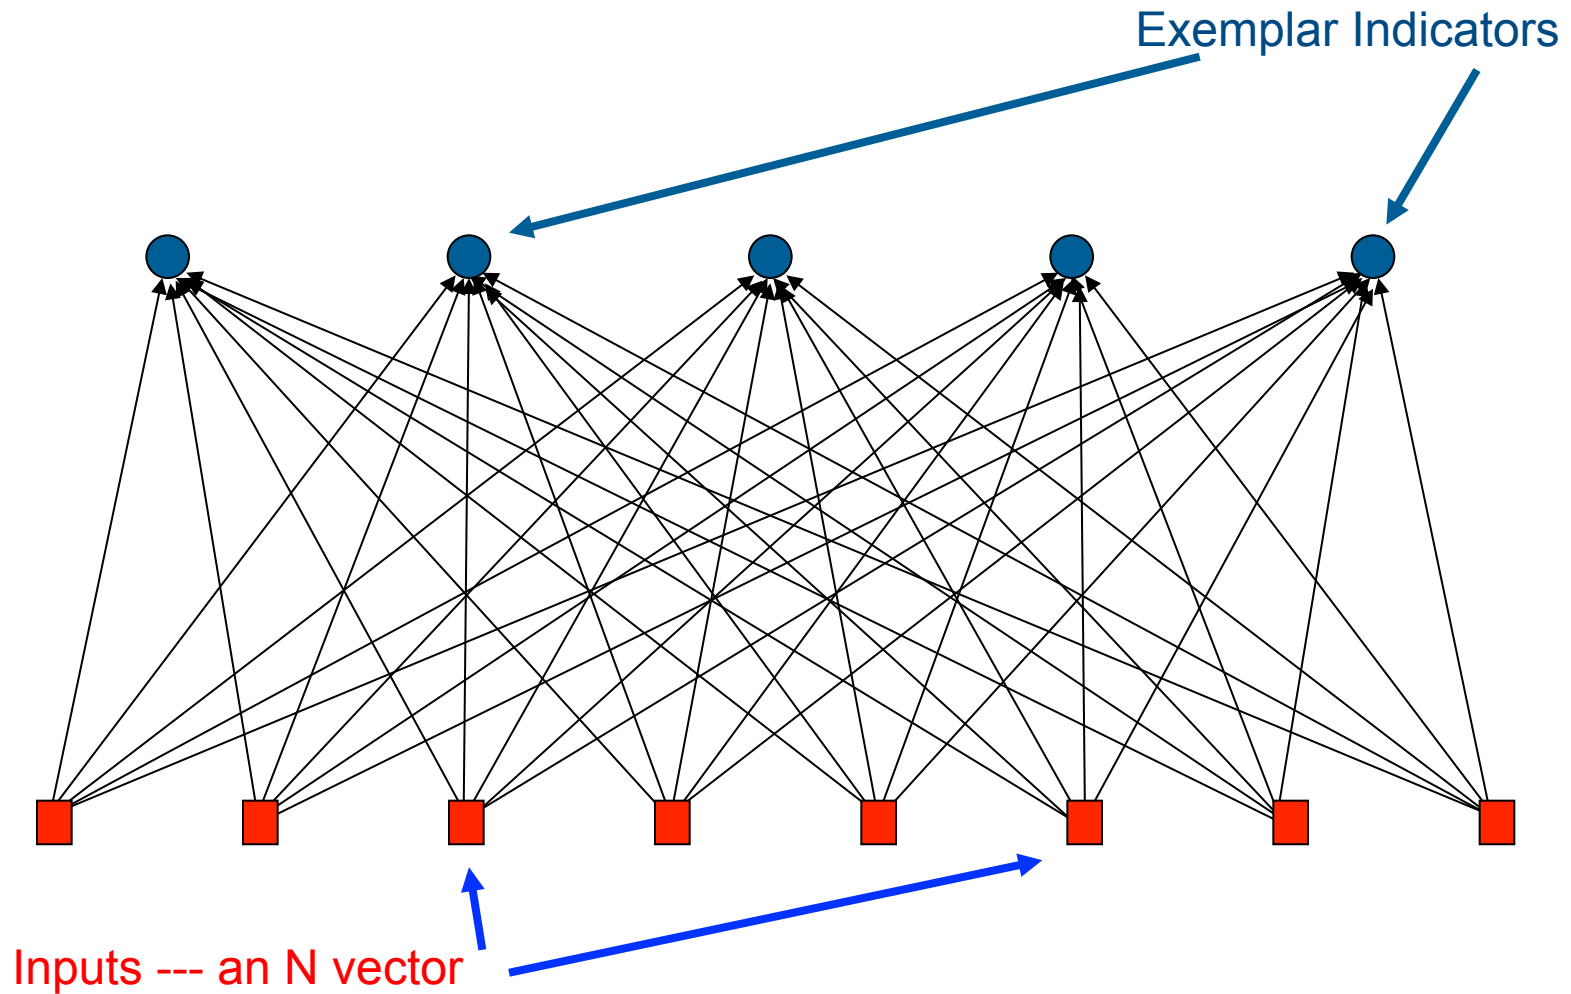 Exemplar Indicators
Inputs --- an N vector